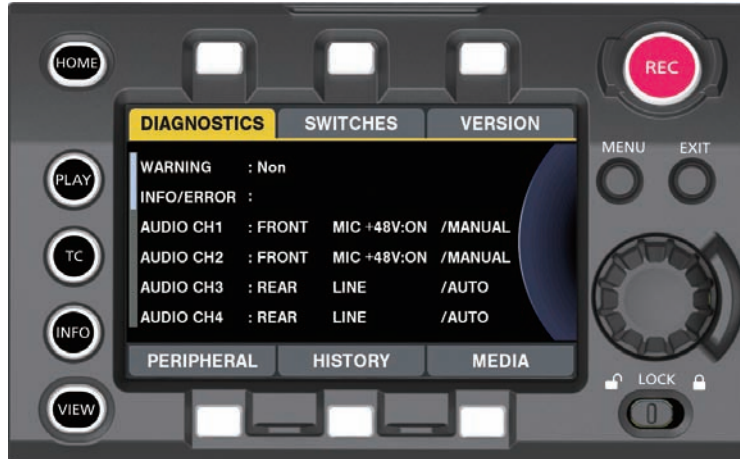 HOME
REC
DIAGNOSTICS SWITCHES VERSION
MENU EXIT
WARNING : Non
PLAY
INFO/ERROR :
AUDIO CH1 : FRONT MIC +48V:ON /MANUAL
AUDIO CH2 : FRONT MIC +48V:ON /MANUAL
TC
AUDIO CH3 : REAR LINE /AUTO
AUDIO CH4 : REAR LINE /AUTO
INFO
PERIPHERAL HISTORY MEDIA
LOCK
VIEW